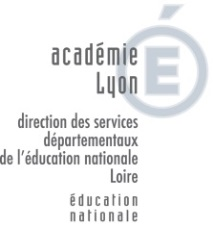 académie
Lyon
É
direction des services
départementaux
de l'éducation nationale
Loire
éducation
nationale